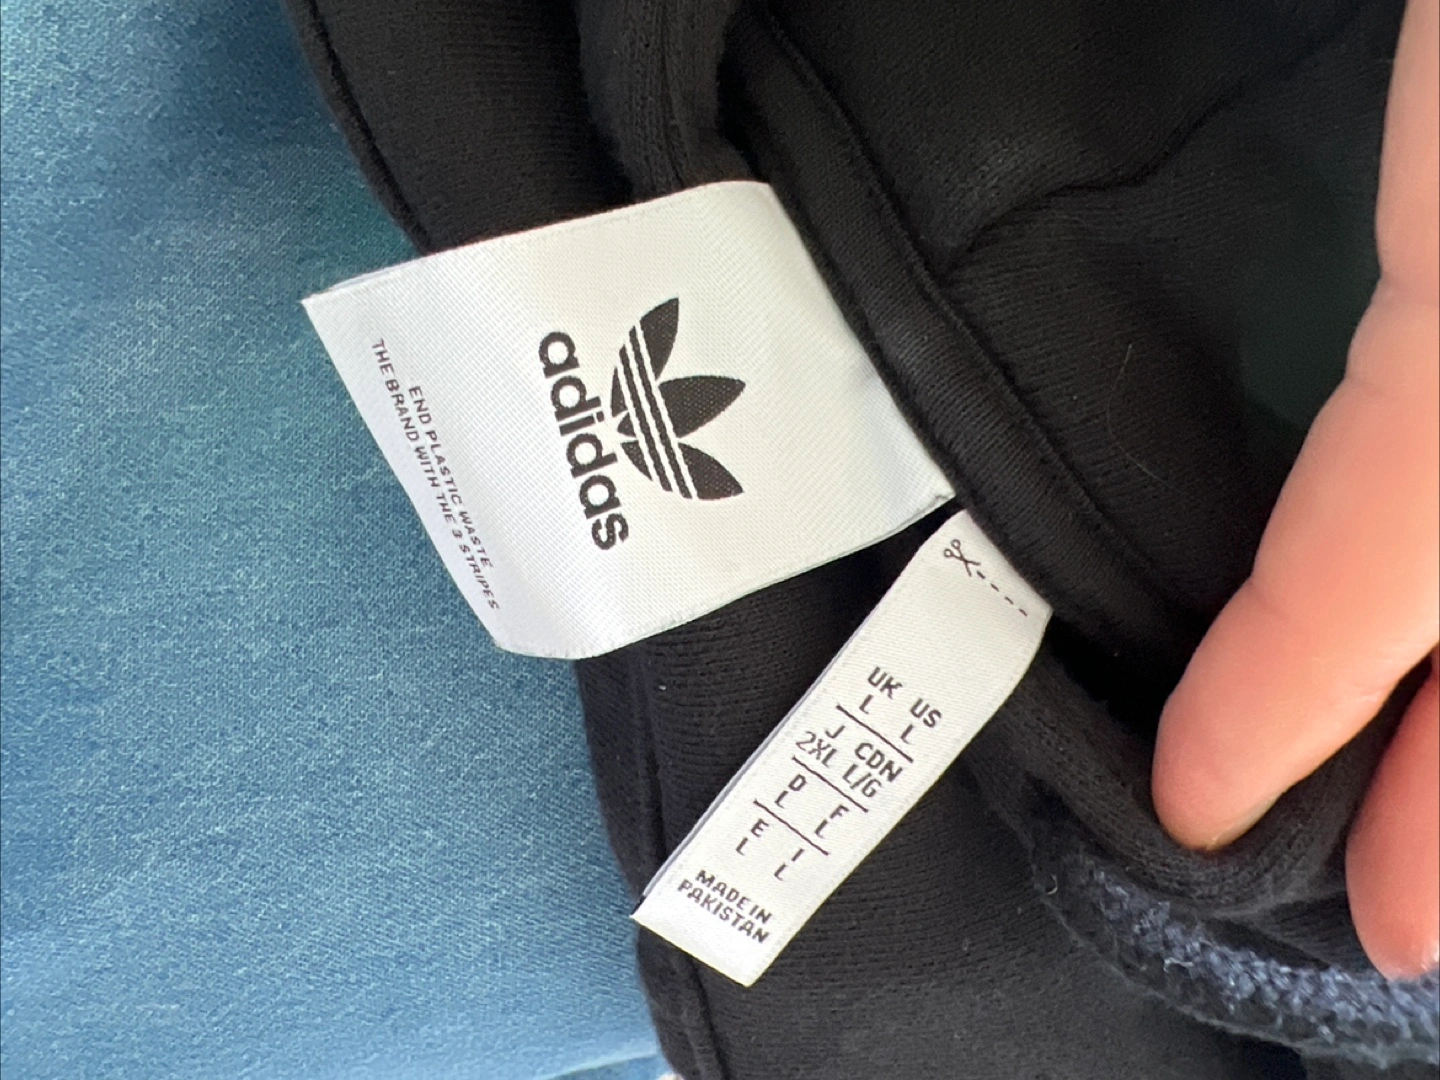 adidas
END PLASTIC WASTE
THE BRAND WITH THE 3 STRIPES
UK US
L L
J CDN
2XL L/G
D F
L L
E I
L L
MADE IN
PAKISTAN